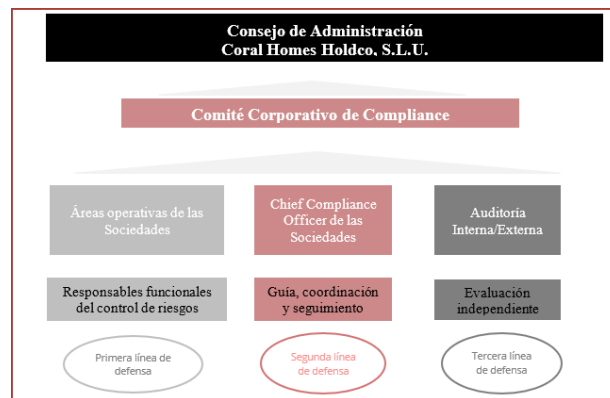 Consejo de Administración
Coral Homes Holdco, S.L.U.
Comité Corporativo de Compliance
Áreas operativas de las
Sociedades
Chief Compliance
Officer de las
Sociedades
Auditoría
Interna/Externa
Responsables funcionales
del control de riesgos
Guía, coordinación
y seguimiento
Evaluación
independiente
Primera línea de
defensa
Segunda línea
de defensa
Tercera línea
de defensa